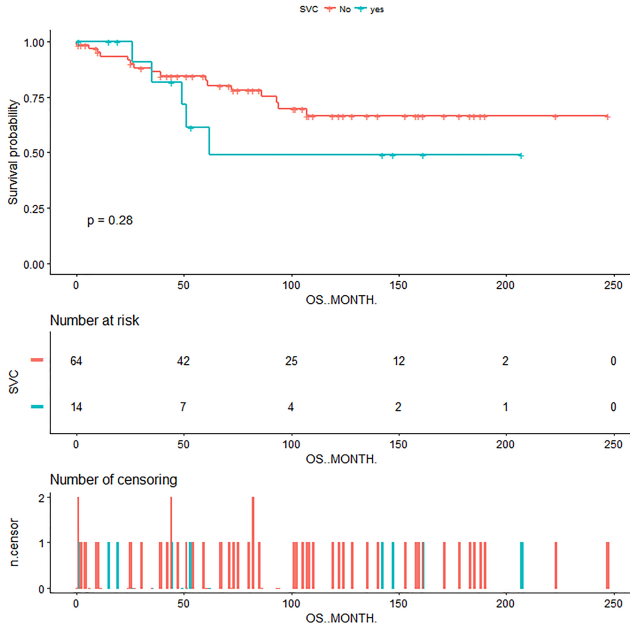 SVC No yes
1.00
0.75
0.50
0.25
0.00
Survival probability
p = 0.28
0 50 100 150 200 250
OS..MONTH.
Number at risk
SVC
64 42 25 12 2 0
14 7 4 2 1 0
0 50 100 150 200 250
OS..MONTH.
Number of censoring
n.censor
2
1
0
0 50 100 150 200 250
OS..MONTH.